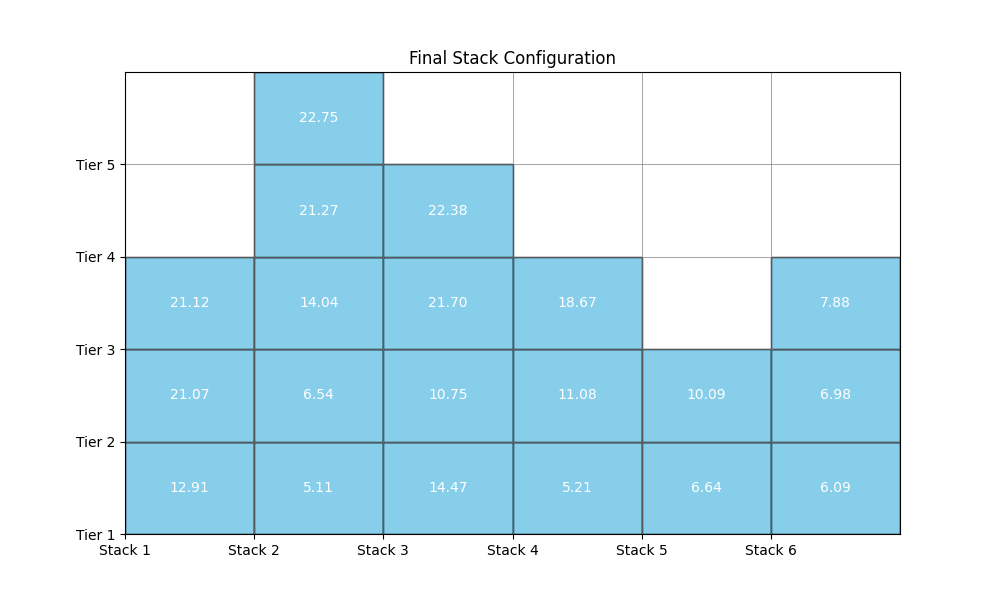 Final Stack Configuration
22.75
Tier 5
21.27 22.38
Tier 4
21.12 14.04 21.70 18.67 7.88
Tier 3
21.07 6.54 10.75 11.08 10.09 6.98
Tier 2
12.91 5.11 14.47 5.21 6.64 6.09
Tier 1
Stack 1 Stack 2 Stack 3 Stack 4 Stack 5 Stack 6